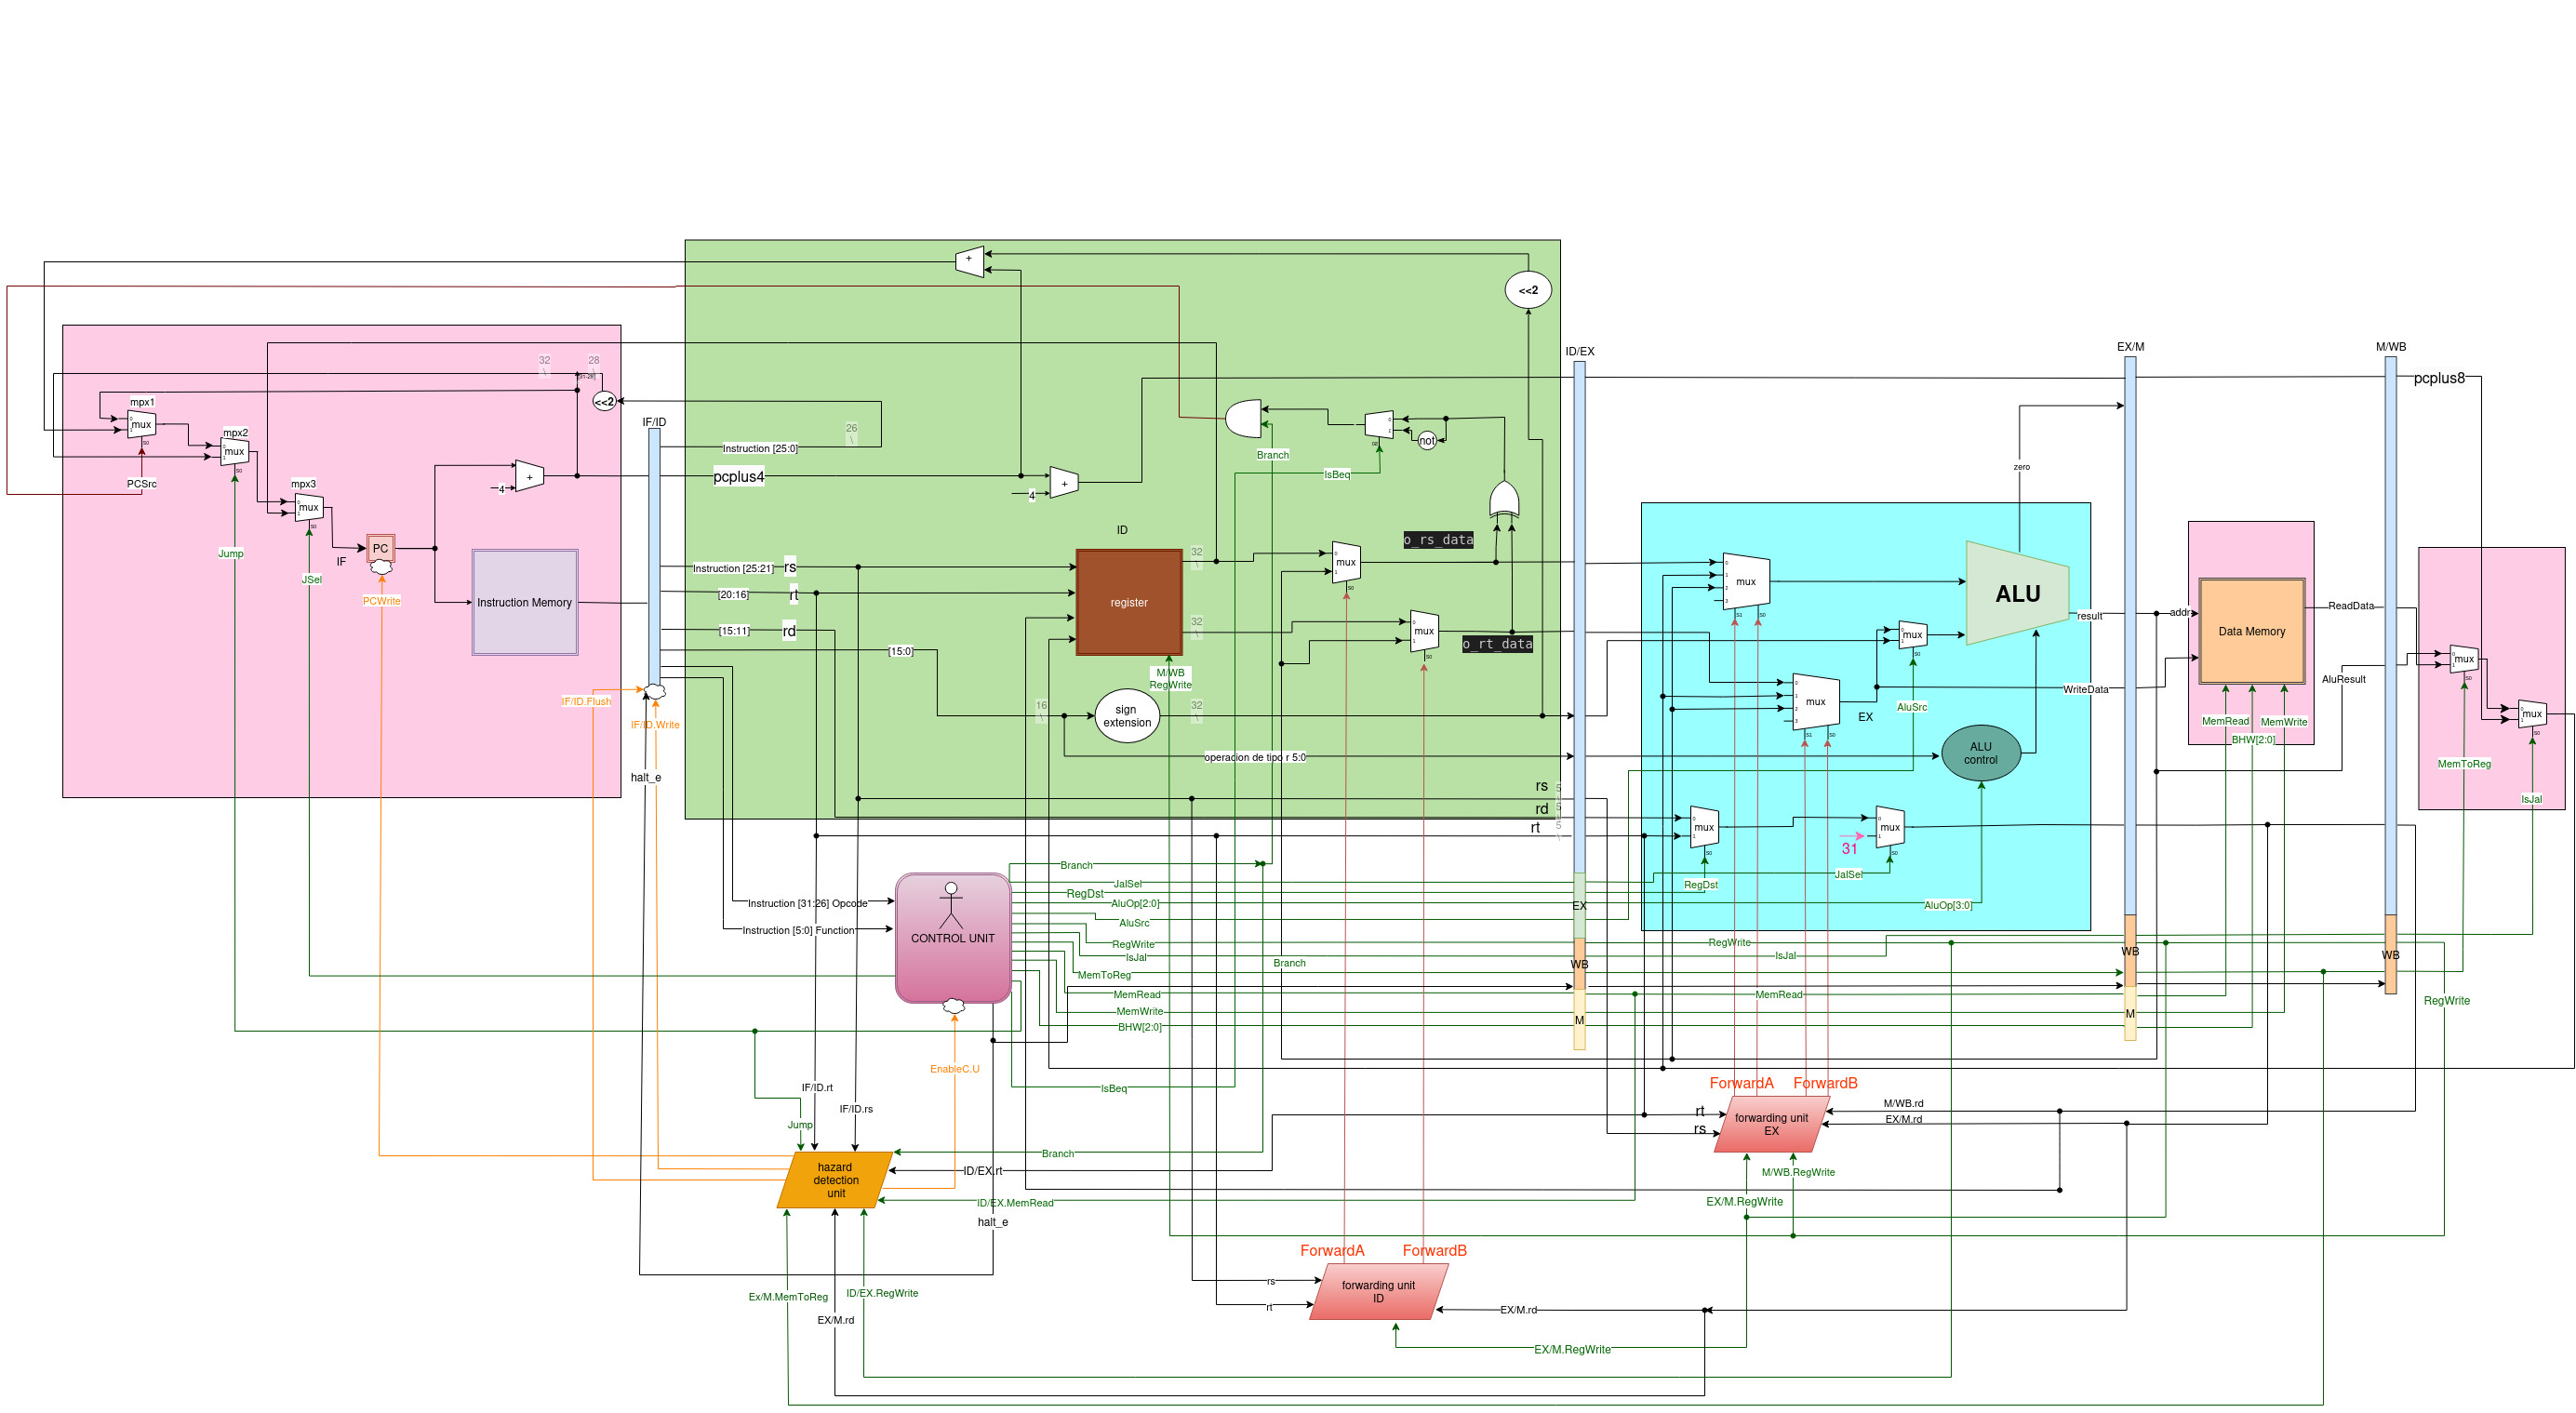 +
<<2
ID/EX
EX/M
M/WB
32
28
\
\
[31-28]
pcplus8
mpx1
<<2
mux
IF/ID
26
\
mpx2
mux
Instruction [25:0]
not
Branch
zero
PCSrc
mpx3
+
4
pcplus4
+
4
IsBeq
mux
ID
o_rs_data
Jump
JSel
IF
PC
PCWrite
Instruction Memory
Instruction [25:21]
rs
[20:16]
rt
[15:11]
rd
[15:0]
register
32
\
32
\
mux
mux
o_rt_data
mux
mux
mux
ALU
result
addr
Data Memory
ReadData
WriteData
AluResult
mux
mux
M/WB
RegWrite
IF/ID.Flush
IF/ID.Write
16
\
sign
extension
32
\
EX
AluSrc
MemRead
MemWrite
BHW[2:0]
MemToReg
IsJal
ALU
control
operacion de tipo r 5:0
halt_e
rs
5
rd
5
rt
5
mux
mux
31
RegDst
JalSel
AluOp[3:0]
Branch
JalSel
RegDst
AluOp[2:0]
AluSrc
RegWrite
IsJal
MemToReg
MemRead
MemWrite
BHW[2:0]
IsBeq
Instruction [31:26] Opcode
Instruction [5:0] Function
CONTROL UNIT
EX
WB
M
Branch
RegWrite
IsJal
MemRead
WB
M
WB
RegWrite
EnableC.U
IF/ID.rt
IF/ID.rs
Jump
ForwardA
ForwardB
rt
rs
forwarding unit
EX
M/WB.rd
EX/M.rd
Branch
ID/EX.rt
ID/EX.MemRead
hazard
detection
unit
M/WB.RegWrite
EX/M.RegWrite
halt_e
ForwardA
ForwardB
rs
rt
forwarding unit
ID
EX/M.rd
Ex/M.MemToReg
ID/EX.RegWrite
EX/M.rd
EX/M.RegWrite